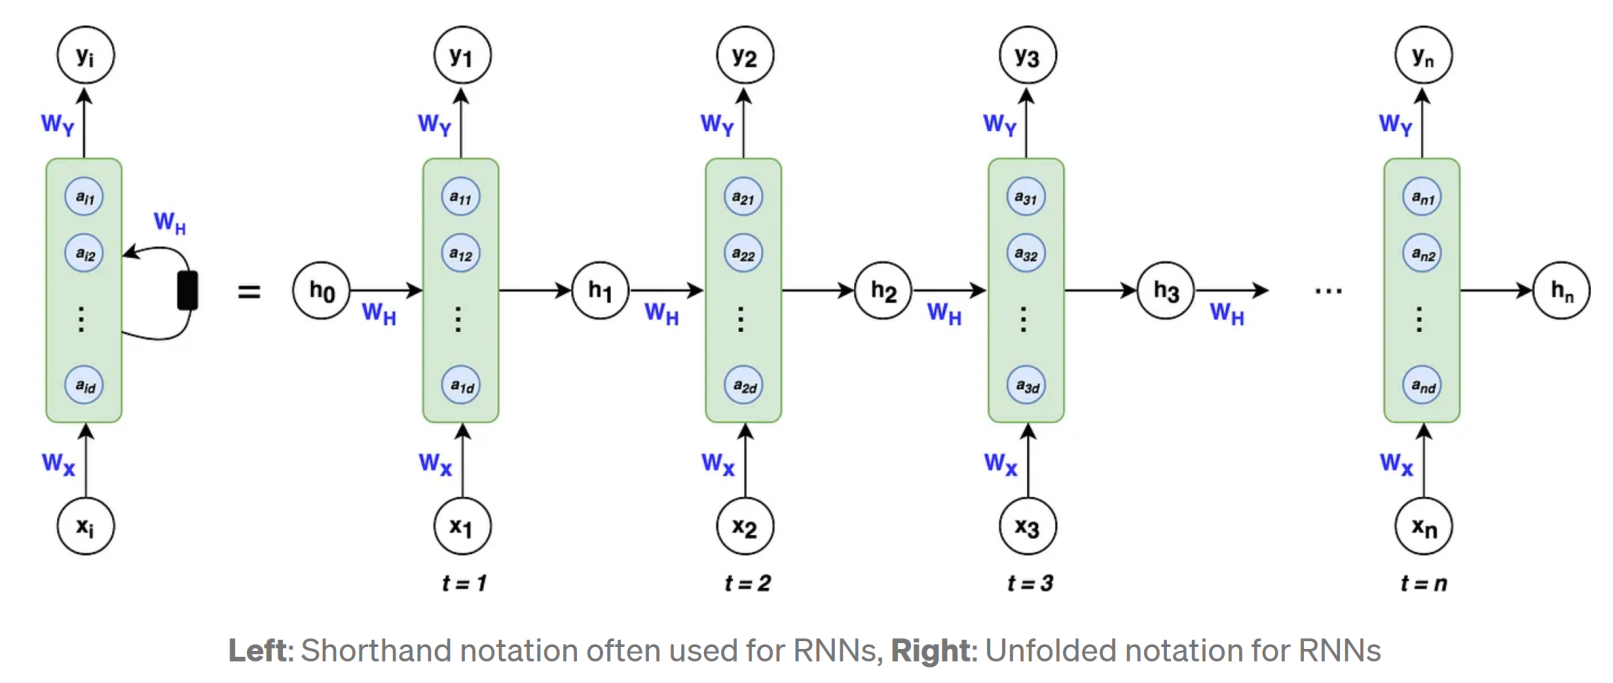 yi y1 y2 y3 yn
WY WY WY WY WY
ai1 a11 a21 a31 an1
WH
ai2 a12 a22 a32 an2
= h0 h1 h2 h3 ... hn
WH WH WH WH
⋮ ⋮ ⋮ ⋮ ⋮
aid a1d a2d a3d and
WX WX WX WX WX
xi x1 x2 x3 xn
t = 1 t = 2 t = 3 t = n
Left: Shorthand notation often used for RNNs, Right: Unfolded notation for RNNs